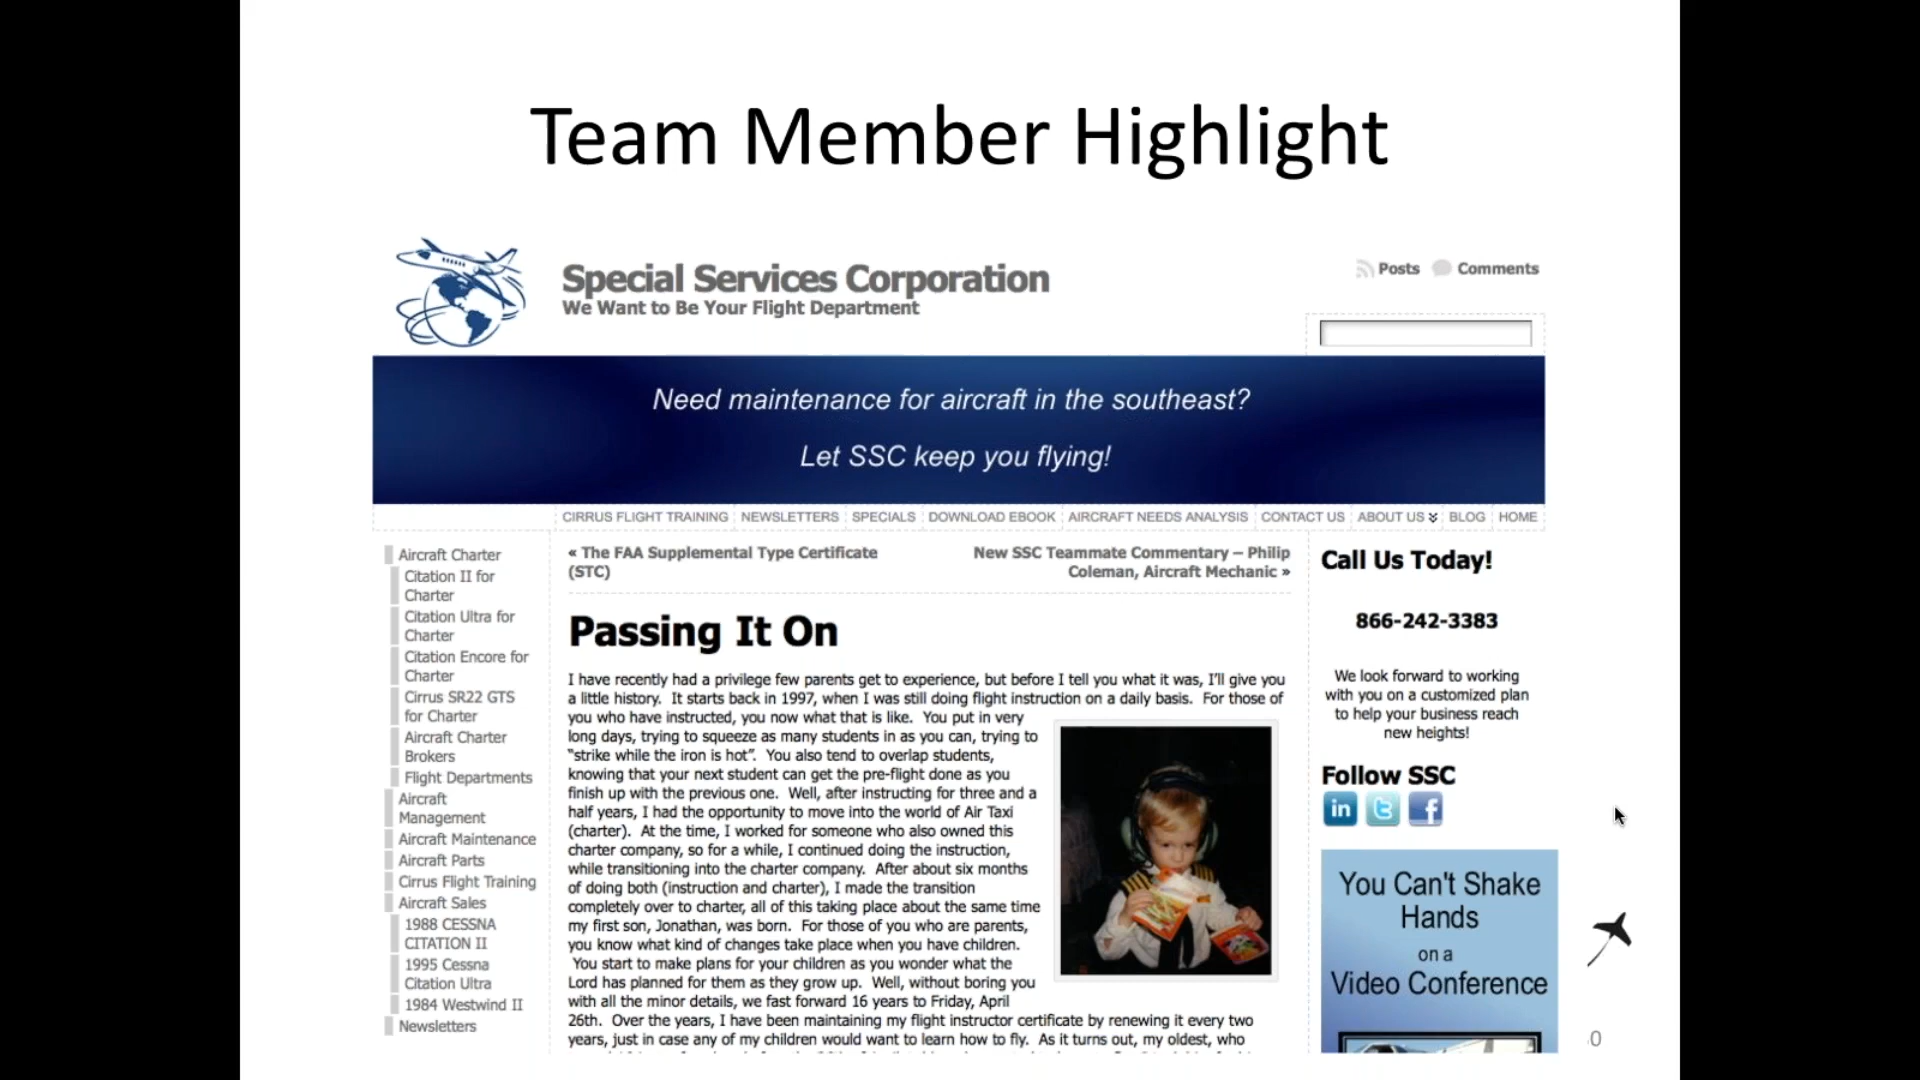 Team Member Highlight
Special Services Corporation
We Want to Be Your Flight Department
Posts
Comments
Need maintenance for aircraft in the southeast?
Let SSC keep you flying!
CIRRUS FLIGHT TRAINING
NEWSLETTERS
SPECIALS
DOWNLOAD EBOOK
AIRCRAFT NEEDS ANALYSIS
CONTACT US
ABOUT US
BLOG
HOME
Aircraft Charter
Citation II for
Charter
Citation Ultra for
Charter
Citation Encore for
Charter
Cirrus SR22 GTS
for Charter
Aircraft Charter
Brokers
Flight Departments
Aircraft
Management
Aircraft Maintenance
Aircraft Parts
Cirrus Flight Training
Aircraft Sales
1988 CESSNA
CITATION II
1995 Cessna
Citation Ultra
1984 Westwind II
Newsletters
« The FAA Supplemental Type Certificate
(STC)
New SSC Teammate Commentary – Philip
Coleman, Aircraft Mechanic »
Passing It On
I have recently had a privilege few parents get to experience, but before I tell you what it was, I'll give you
a little history. It starts back in 1997, when I was still doing flight instruction on a daily basis. For those of
you who have instructed, you now what that is like. You put in very
long days, trying to squeeze as many students in as you can, trying to
"strike while the iron is hot". You also tend to overlap students,
knowing that your next student can get the pre-flight done as you
finish up with the previous one. Well, after instructing for three and a
half years, I had the opportunity to move into the world of Air Taxi
(charter). At the time, I worked for someone who also owned this
charter company, so for a while, I continued doing the instruction,
while transitioning into the charter company. After about six months
of doing both (instruction and charter), I made the transition
completely over to charter, all of this taking place about the same time
my first son, Jonathan, was born. For those of you who are parents,
you know what kind of changes take place when you have children.
You start to make plans for your children as you wonder what the
Lord has planned for them as they grow up. Well, without boring you
with all the minor details, we fast forward 16 years to Friday, April
26th. Over the years, I have been maintaining my flight instructor certificate by renewing it every two
years, just in case any of my children would want to learn how to fly. As it turns out, my oldest, who
Call Us Today!
866-242-3383
We look forward to working
with you on a customized plan
to help your business reach
new heights!
Follow SSC
in
t
f
You Can't Shake
Hands
on a
Video Conference
0